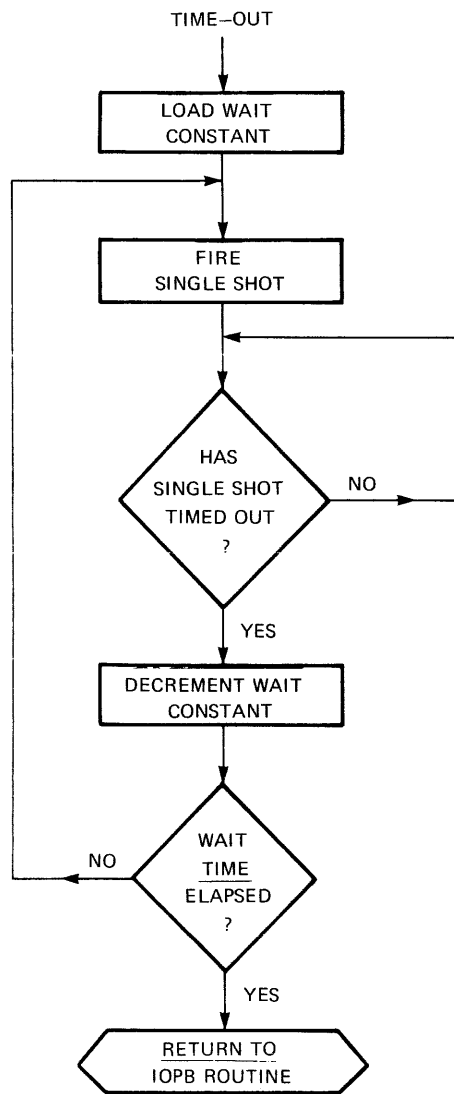 TIME-OUT
LOAD WAIT
CONSTANT
FIRE
SINGLE SHOT
HAS
SINGLE SHOT
TIMED OUT
?
NO
YES
DECREMENT WAIT
CONSTANT
WAIT
TIME
ELAPSED
?
NO
YES
RETURN TO
IOPB ROUTINE